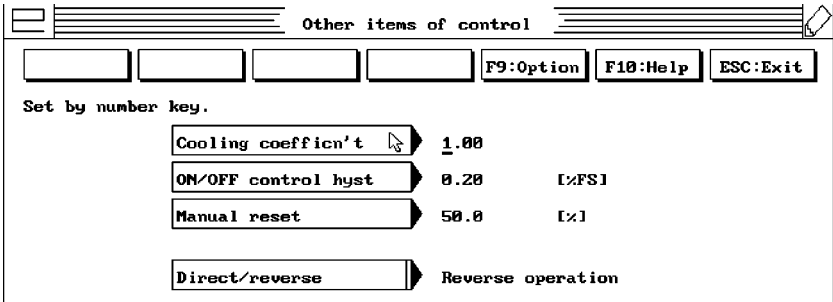 Other items of control
F9:Option F10:Help ESC:Exit
Set by number key.
Cooling coefficn't 1.00
ON/OFF control hyst 0.20 [%FS]
Manual reset 50.0 [%]
Direct/reverse Reverse operation